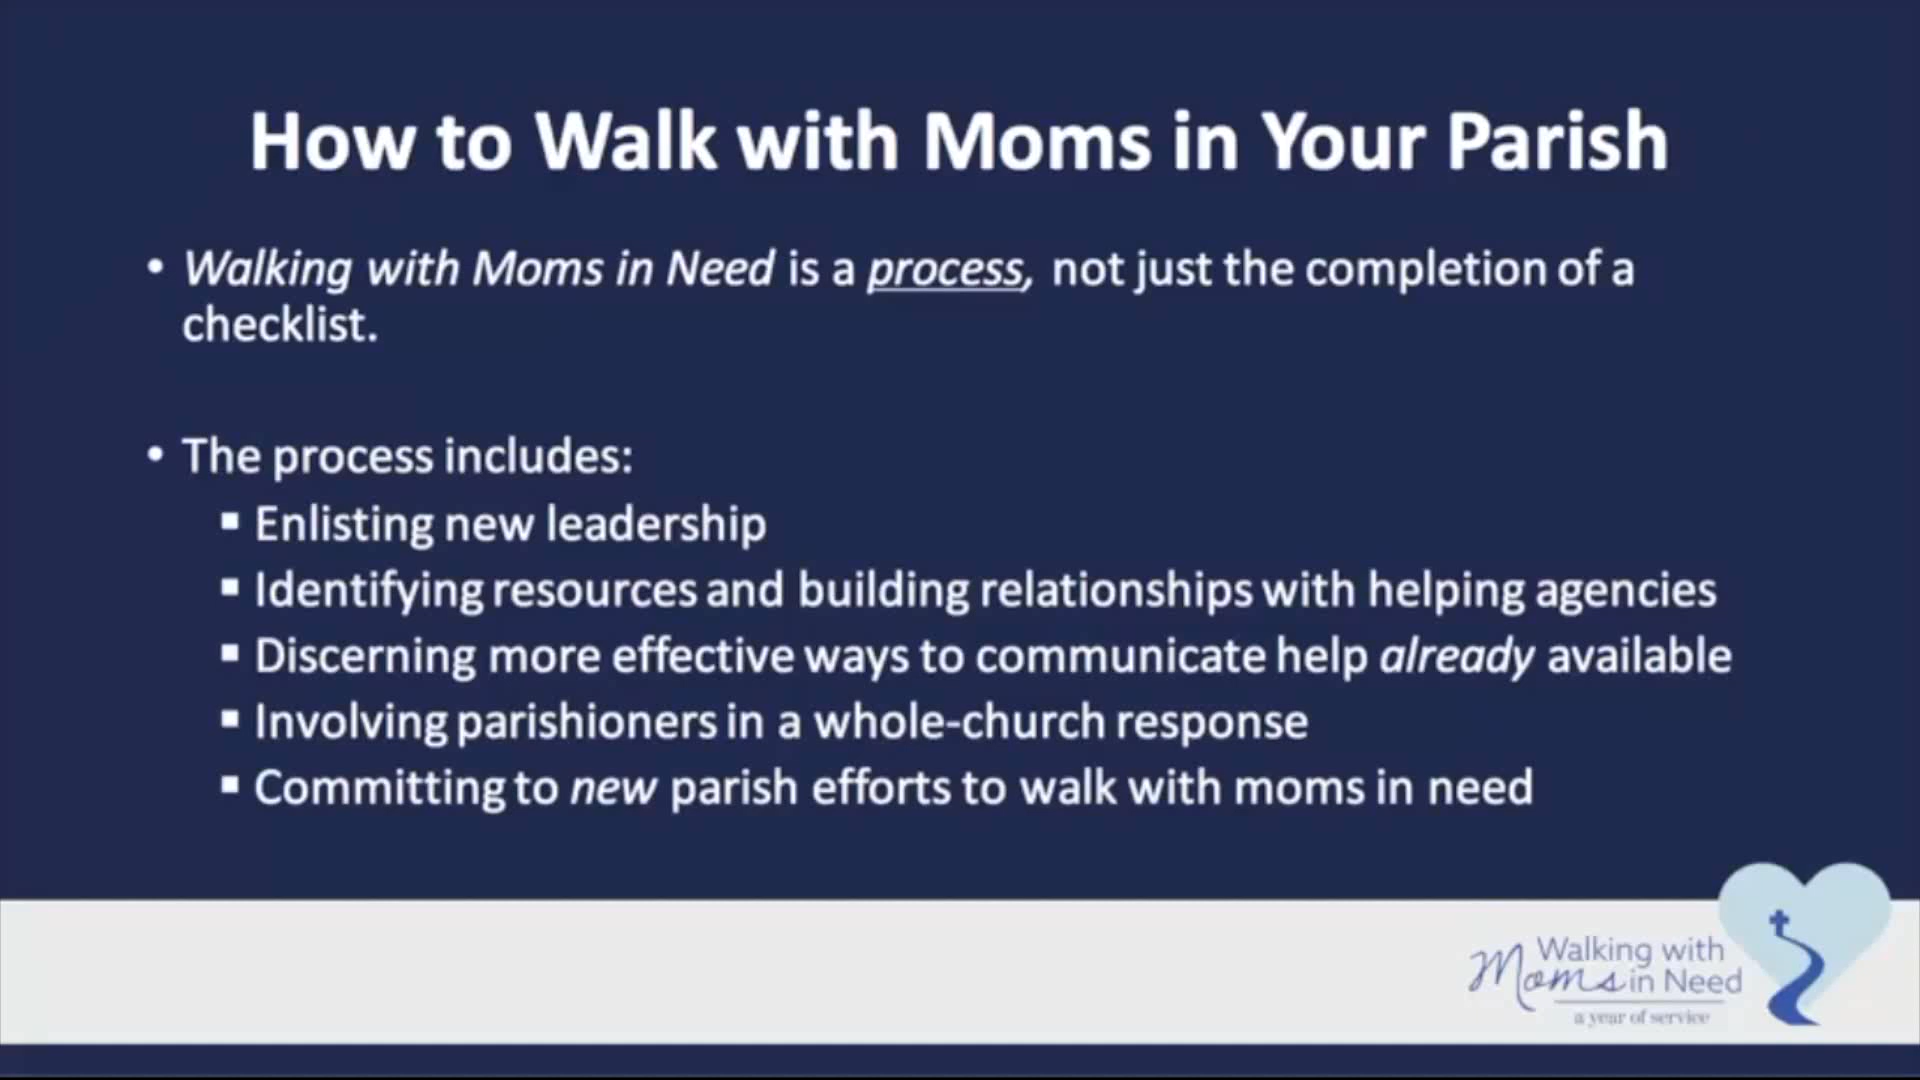 How to Walk with Moms in Your Parish
• Walking with Moms in Need is a process, not just the completion of a
checklist.
• The process includes:
▪ Enlisting new leadership
▪ Identifying resources and building relationships with helping agencies
▪ Discerning more effective ways to communicate help already available
▪ Involving parishioners in a whole-church response
▪ Committing to new parish efforts to walk with moms in need
Walking with
Moms in Need
a year of service